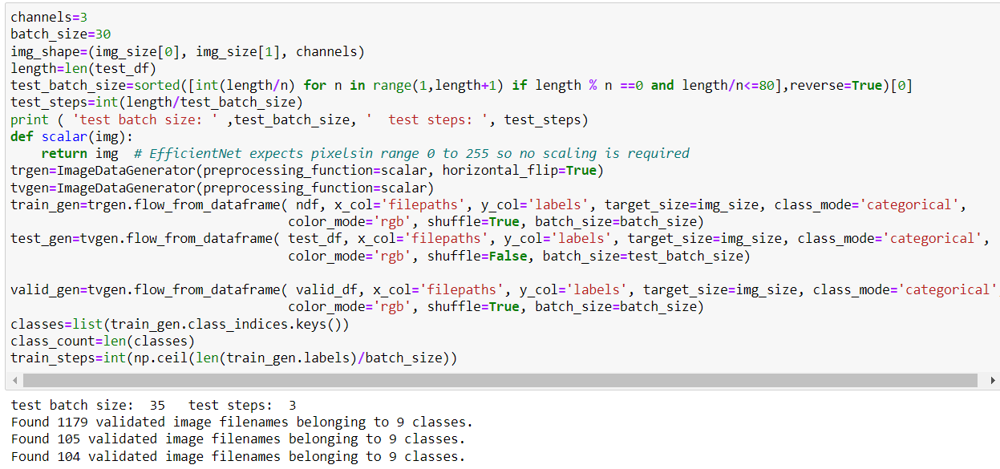 channels=3
batch_size=30
img_shape=(img_size[0], img_size[1], channels)
length=len(test_df)
test_batch_size=sorted([int(length/n) for n in range(1,length+1) if length % n ==0 and length/n<=80],reverse=True)[0]
test_steps=int(length/test_batch_size)
print ( 'test batch size: ' ,test_batch_size, '  test steps: ', test_steps)
def scalar(img):
    return img  # EfficientNet expects pixelsin range 0 to 255 so no scaling is required
trgen=ImageDataGenerator(preprocessing_function=scalar, horizontal_flip=True)
tvgen=ImageDataGenerator(preprocessing_function=scalar)
train_gen=trgen.flow_from_dataframe( ndf, x_col='filepaths', y_col='labels', target_size=img_size, class_mode='categorical',
                                  color_mode='rgb', shuffle=True, batch_size=batch_size)
test_gen=tvgen.flow_from_dataframe( test_df, x_col='filepaths', y_col='labels', target_size=img_size, class_mode='categorical',
                                  color_mode='rgb', shuffle=False, batch_size=test_batch_size)

valid_gen=tvgen.flow_from_dataframe( valid_df, x_col='filepaths', y_col='labels', target_size=img_size, class_mode='categorical'
                                  color_mode='rgb', shuffle=True, batch_size=batch_size)
classes=list(train_gen.class_indices.keys())
class_count=len(classes)
train_steps=int(np.ceil(len(train_gen.labels)/batch_size))
test batch size:  35   test steps:  3
Found 1179 validated image filenames belonging to 9 classes.
Found 105 validated image filenames belonging to 9 classes.
Found 104 validated image filenames belonging to 9 classes.